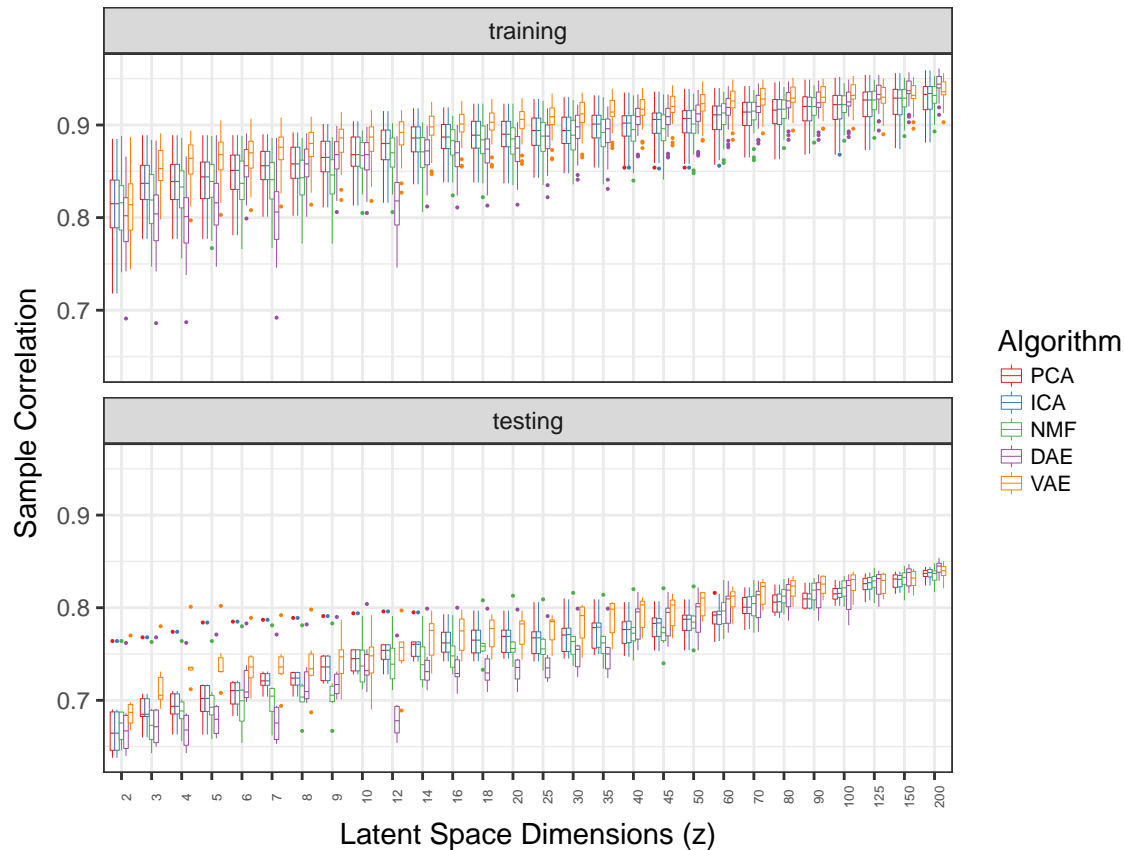 training
0.9
0.8
0.7
testing
0.9
0.8
0.7
Sample Correlation
2 3 4 5 6 7 8 9 10 12 14 16 18 20 25 30 35 40 45 50 60 70 80 90 100 125 150 200
Latent Space Dimensions (z)
Algorithm
PCA
ICA
NMF
DAE
VAE